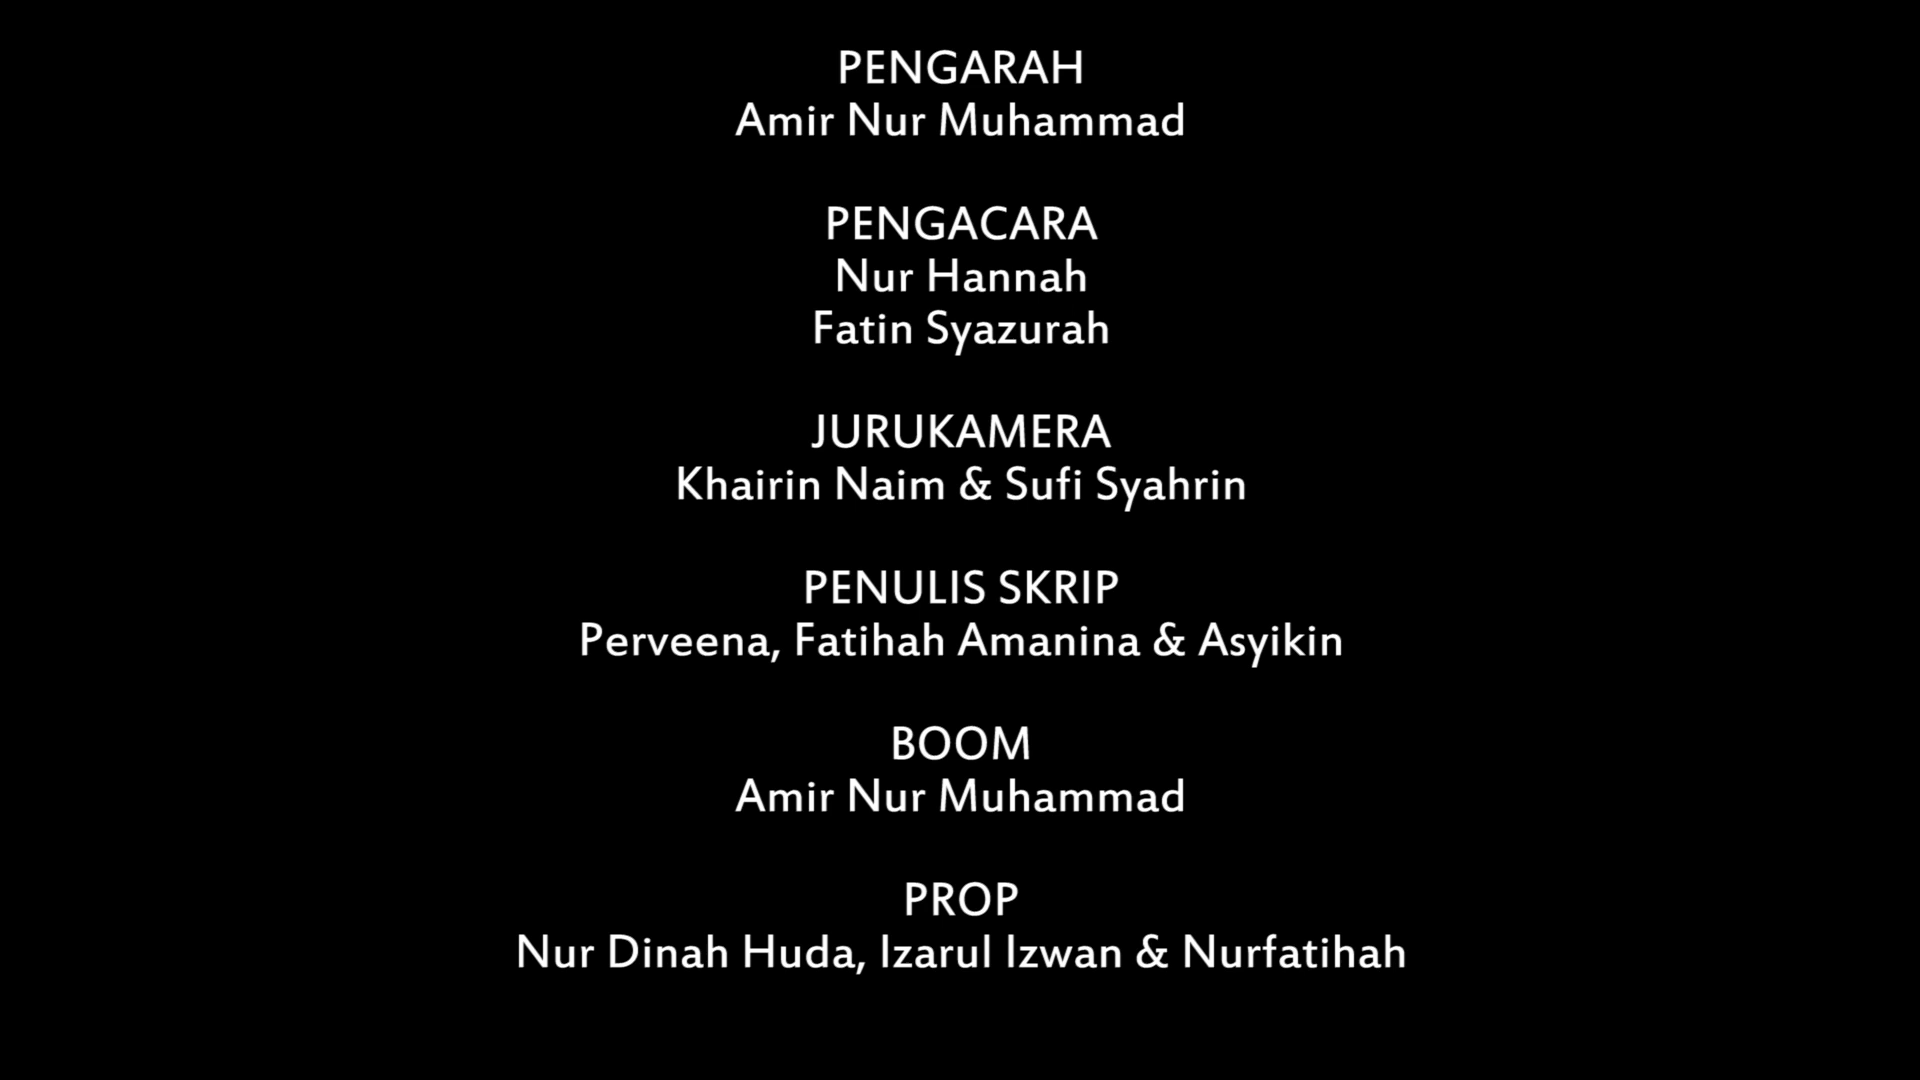 PENGARAH
Amir Nur Muhammad
PENGACARA
Nur Hannah
Fatin Syazurah
JURUKAMERA
Khairin Naim & Sufi Syahrin
PENULIS SKRIP
Perveena, Fatihah Amanina & Asyikin
BOOM
Amir Nur Muhammad
PROP
Nur Dinah Huda, Izarul Izwan & Nurfatihah